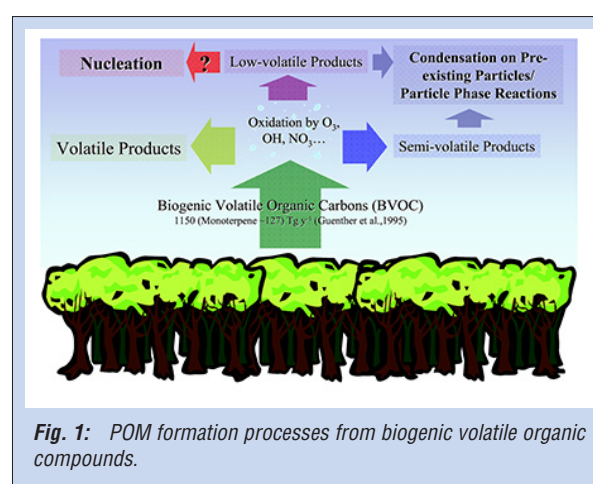 Nucleation
?
Low-volatile Products
Condensation on Pre-
existing Particles/
Particle Phase Reactions
Oxidation by O₃,
OH, NO₃...
Volatile Products
Semi-volatile Products
Biogenic Volatile Organic Carbons (BVOC)
1150 (Monoterpene ~127) Tg y⁻¹ (Guenther et al.,1995)
Fig. 1: POM formation processes from biogenic volatile organic
compounds.